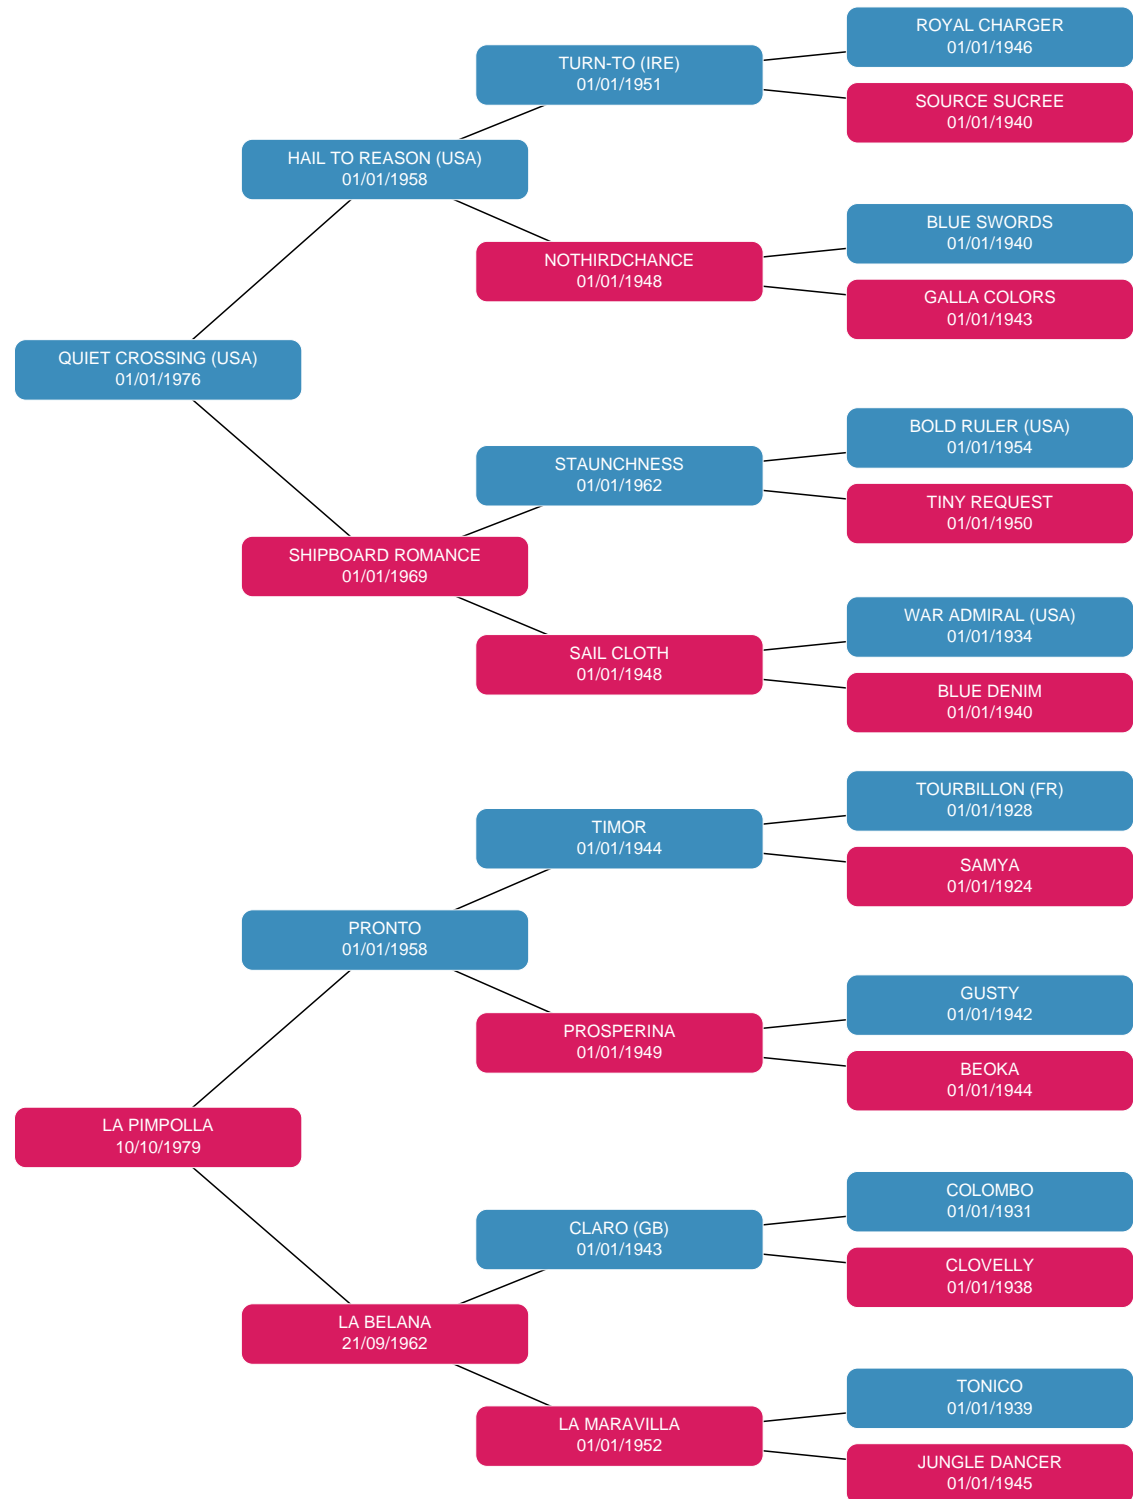 ROYAL CHARGER
01/01/1946
TURN-TO (IRE)
01/01/1951
SOURCE SUCREE
01/01/1940
HAIL TO REASON (USA)
01/01/1958
BLUE SWORDS
01/01/1940
NOTHIRDCHANCE
01/01/1948
GALLA COLORS
01/01/1943
QUIET CROSSING (USA)
01/01/1976
BOLD RULER (USA)
01/01/1954
STAUNCHNESS
01/01/1962
TINY REQUEST
01/01/1950
SHIPBOARD ROMANCE
01/01/1969
WAR ADMIRAL (USA)
01/01/1934
SAIL CLOTH
01/01/1948
BLUE DENIM
01/01/1940
TOURBILLON (FR)
01/01/1928
TIMOR
01/01/1944
SAMYA
01/01/1924
PRONTO
01/01/1958
GUSTY
01/01/1942
PROSPERINA
01/01/1949
BEOKA
01/01/1944
LA PIMPOLLA
10/10/1979
COLOMBO
01/01/1931
CLARO (GB)
01/01/1943
CLOVELLY
01/01/1938
LA BELANA
21/09/1962
TONICO
01/01/1939
LA MARAVILLA
01/01/1952
JUNGLE DANCER
01/01/1945